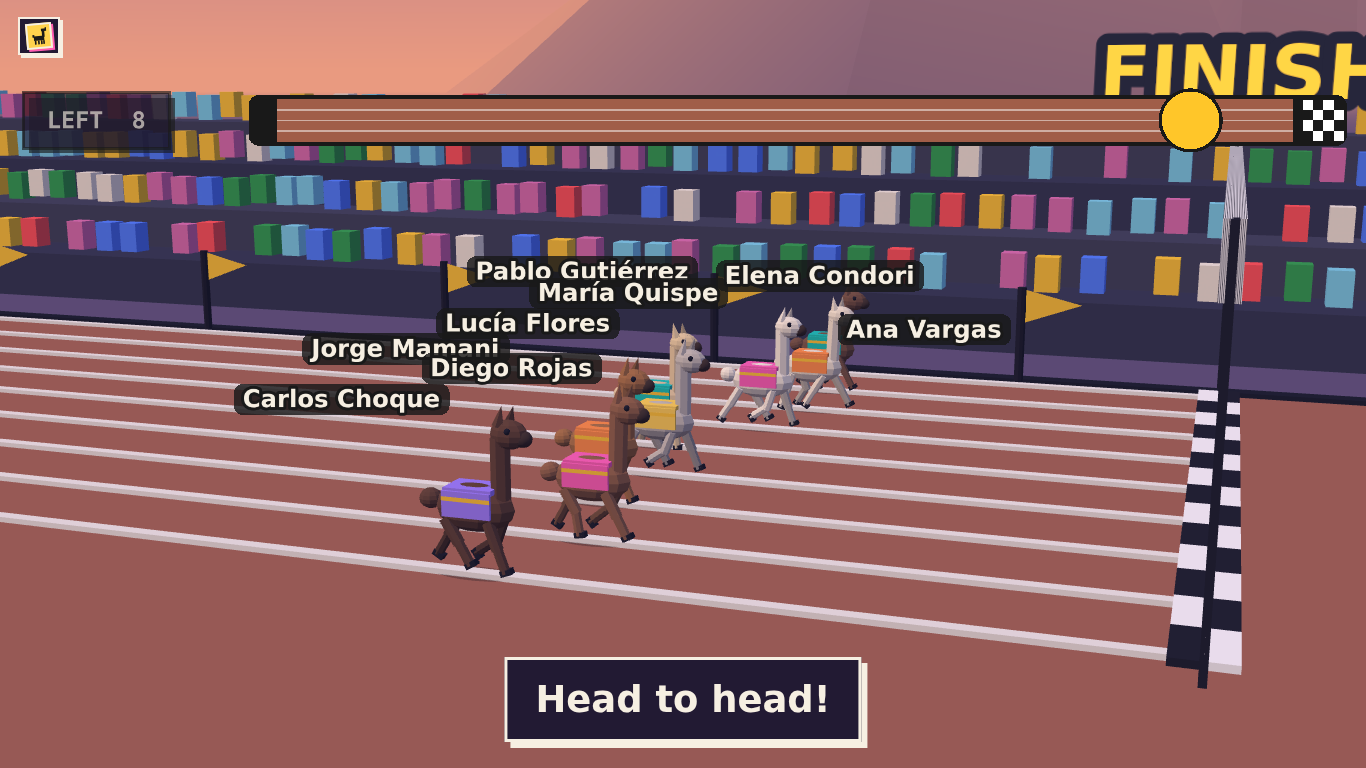 FINISH
LEFT 8
Pablo Gutiérrez
Elena Condori
María Quispe
Lucía Flores
Ana Vargas
Jorge Mamani
Diego Rojas
Carlos Choque
Head to head!